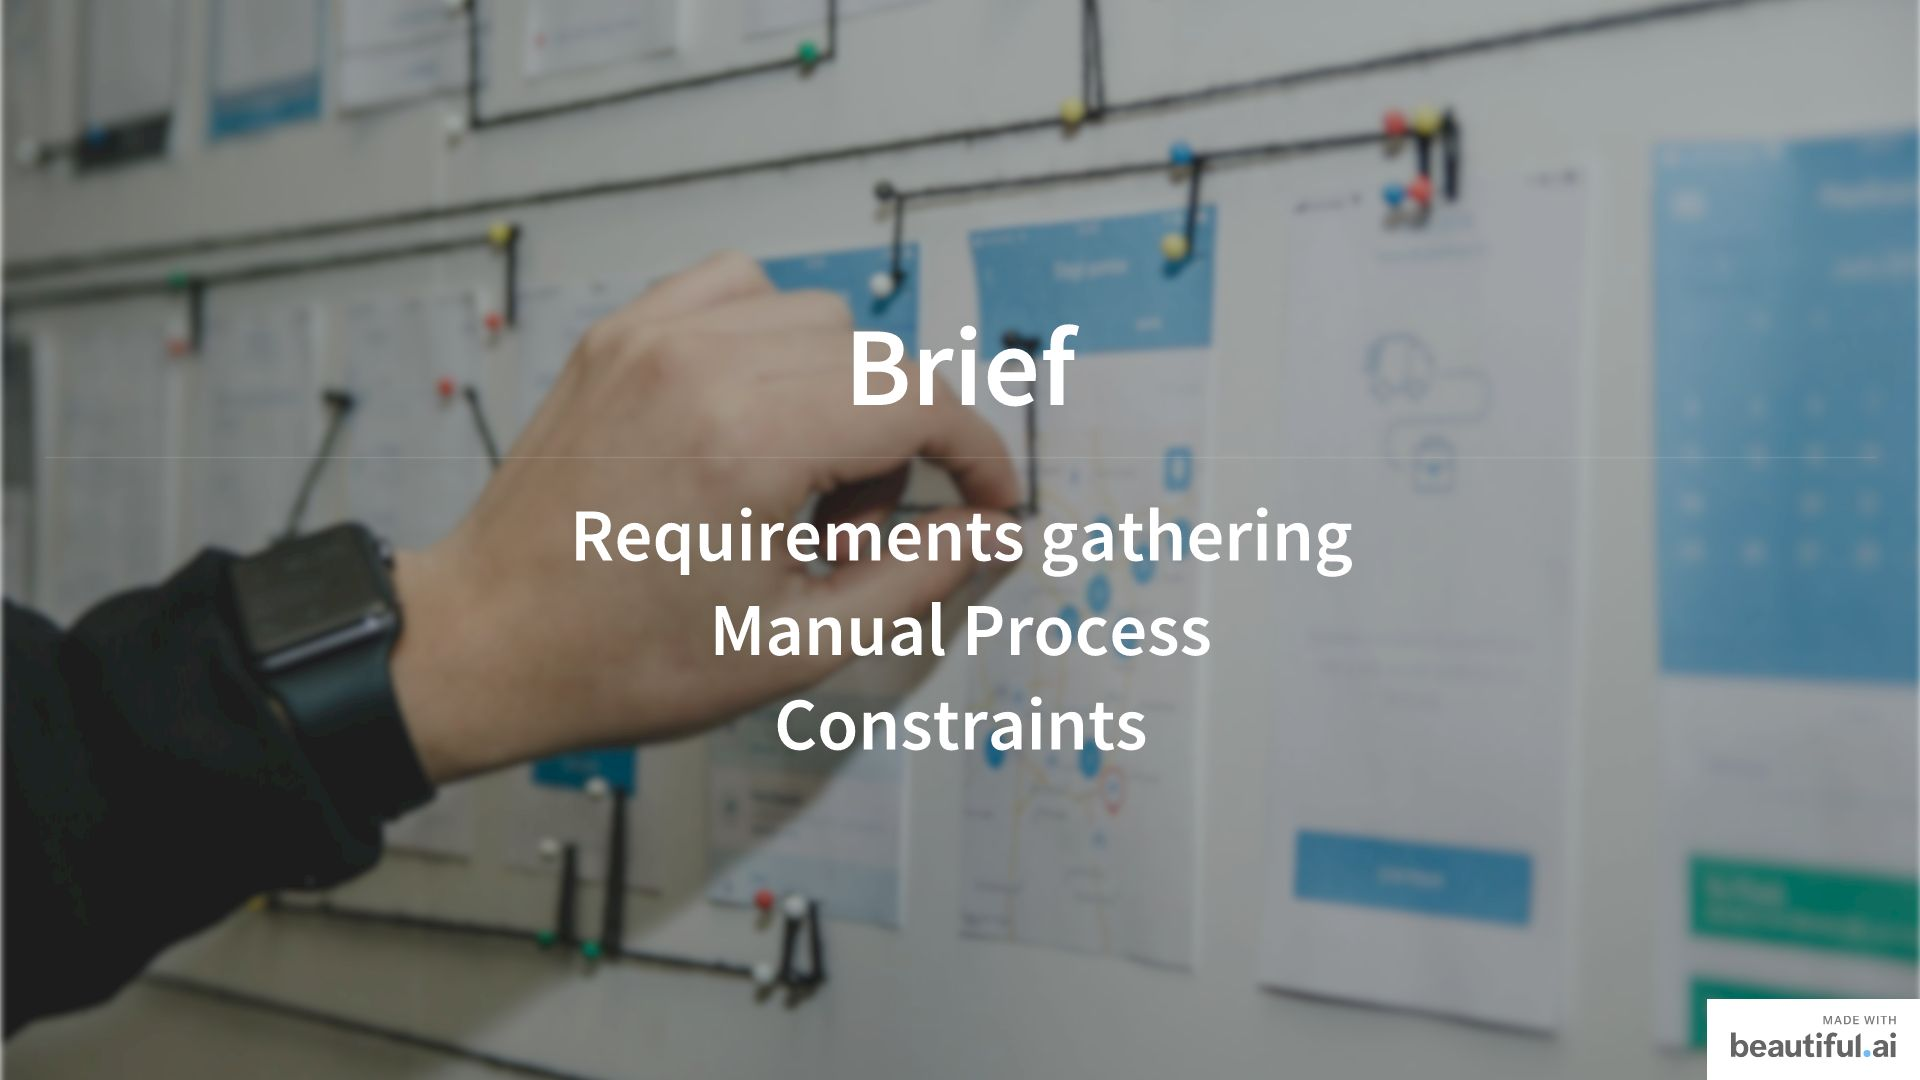 Brief
Requirements gathering
Manual Process
Constraints
MADE WITH
beautiful.ai